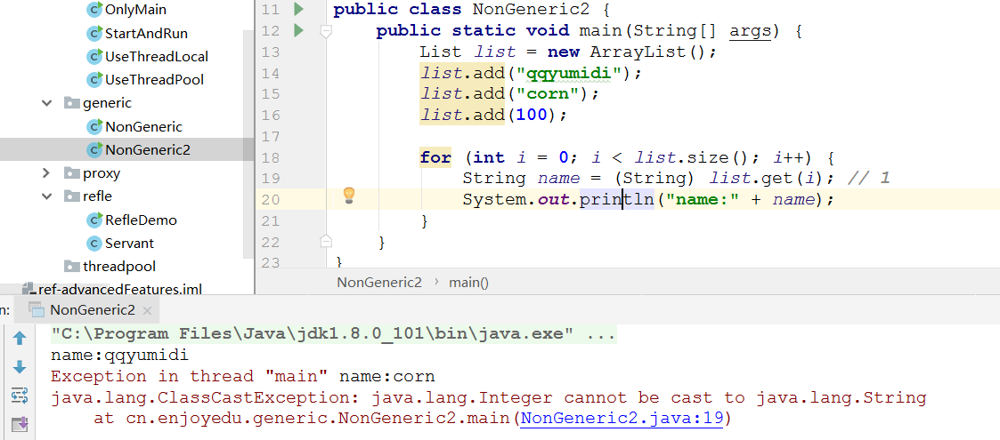 OnlyMain
StartAndRun
UseThreadLocal
UseThreadPool
generic
NonGeneric
NonGeneric2
proxy
refle
RefleDemo
Servant
threadpool
ref-advancedFeatures.iml
11 public class NonGeneric2 {
12 public static void main(String[] args) {
13 List list = new ArrayList();
14 list.add("qqyumidi");
15 list.add("corn");
16 list.add(100);
17
18 for (int i = 0; i < list.size(); i++) {
19 String name = (String) list.get(i); // 1
20 System.out.println("name:" + name);
21 }
22 }
23 }
NonGeneric2 › main()
n: NonGeneric2 ×
"C:\Program Files\Java\jdk1.8.0_101\bin\java.exe" ...
name:qqyumidi
Exception in thread "main" name:corn
java.lang.ClassCastException: java.lang.Integer cannot be cast to java.lang.String
at cn.enjoyedu.generic.NonGeneric2.main(NonGeneric2.java:19)